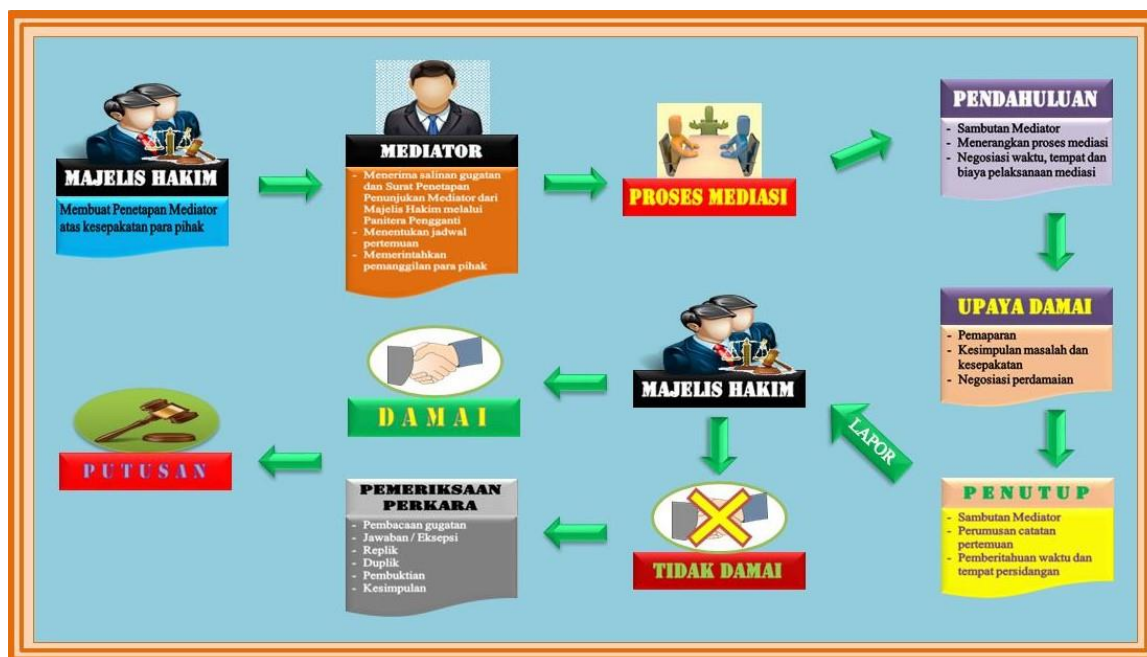 MAJELIS HAKIM
Membuat Penetapan Mediator
atas kesepakatan para pihak
MEDIATOR
- Menerima salinan gugatan
dan Surat Penetapan
Penunjukan Mediator dari
Majelis Hakim melalui
Panitera Pengganti
- Menentukan jadwal
pertemuan
- Memerintahkan
pemanggilan para pihak
PROSES MEDIASI
PENDAHULUAN
- Sambutan Mediator
- Menerangkan proses mediasi
- Negosiasi waktu, tempat dan
biaya pelaksanaan mediasi
UPAYA DAMAI
- Pemaparan
- Kesimpulan masalah dan
kesepakatan
- Negosiasi perdamaian
PENUTUP
- Sambutan Mediator
- Perumusan catatan
pertemuan
- Pemberitahuan waktu dan
tempat persidangan
LAPOR
MAJELIS HAKIM
DAMAI
TIDAK DAMAI
PEMERIKSAAN
PERKARA
- Pembacaan gugatan
- Jawaban / Eksepsi
- Replik
- Duplik
- Pembuktian
- Kesimpulan
PUTUSAN